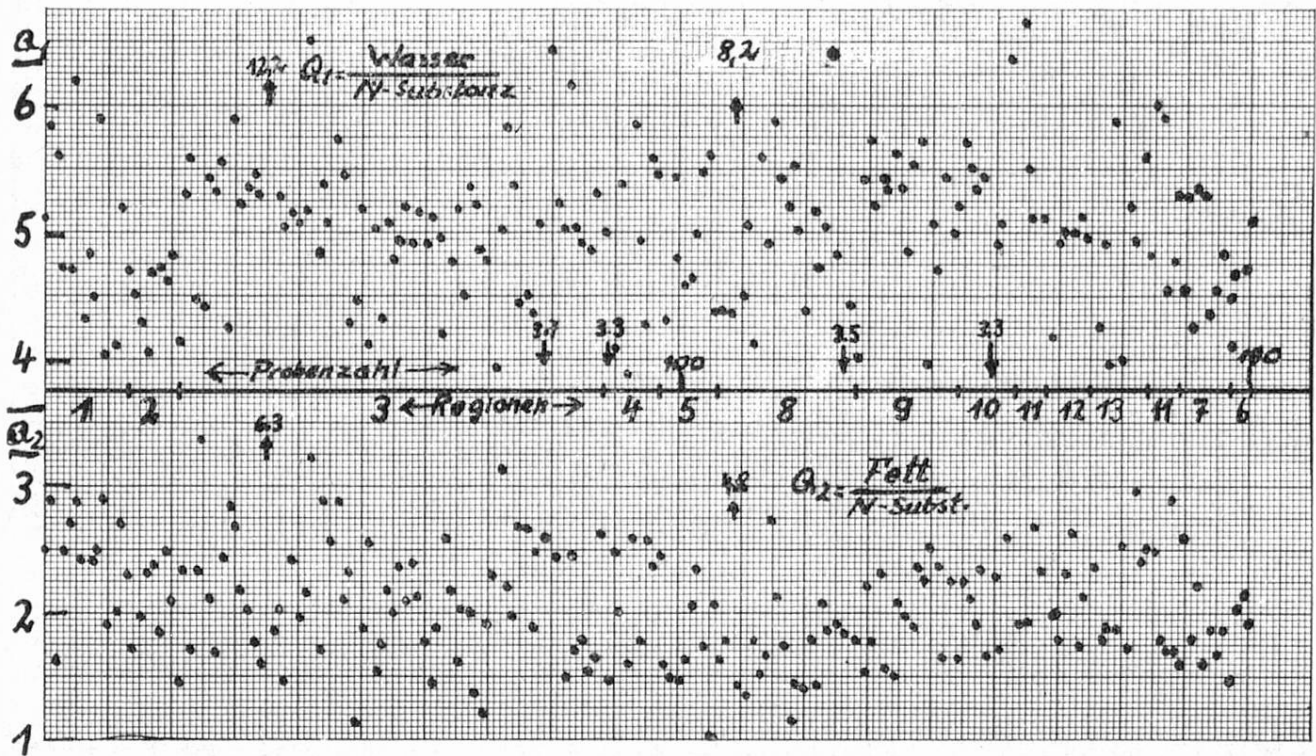 Q1
12,2 Q1= Wasser
N-Substanz
8,2
6
5
3,7 3,3 3,5 3,3
4 ← Probenzahl → 100 190
1 2 3 ← Regionen → 4 5 8 9 10 11 12 13 11 7 6
Q2
6,3
3 4,8 Q2= Fett
N-Subst.
2
1